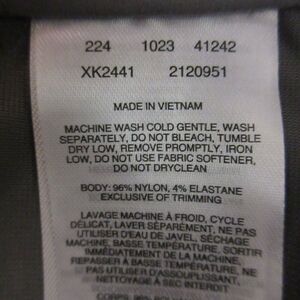 224 1023 41242
XK2441 2120951
MADE IN VIETNAM
MACHINE WASH COLD GENTLE, WASH
SEPARATELY, DO NOT BLEACH, TUMBLE
DRY LOW, REMOVE PROMPTLY, IRON
LOW, DO NOT USE FABRIC SOFTENER,
DO NOT DRYCLEAN
BODY: 96% NYLON, 4% ELASTANE
EXCLUSIVE OF TRIMMING
LAVAGE MACHINE À FROID, CYCLE
DÉLICAT, LAVER SÉPARÉMENT, NE PAS
UTILISER D'EAU DE JAVEL, SÉCHAGE
MACHINE, BASSE TEMPÉRATURE, SORTIR
IMMÉDIATEMENT DE LA MACHINE,
REPASSER À BASSE TEMPÉRATURE, NE
PAS UTILISER D'ASSOUPLISSANT,
NETTOYAGE À SEC INTERDIT